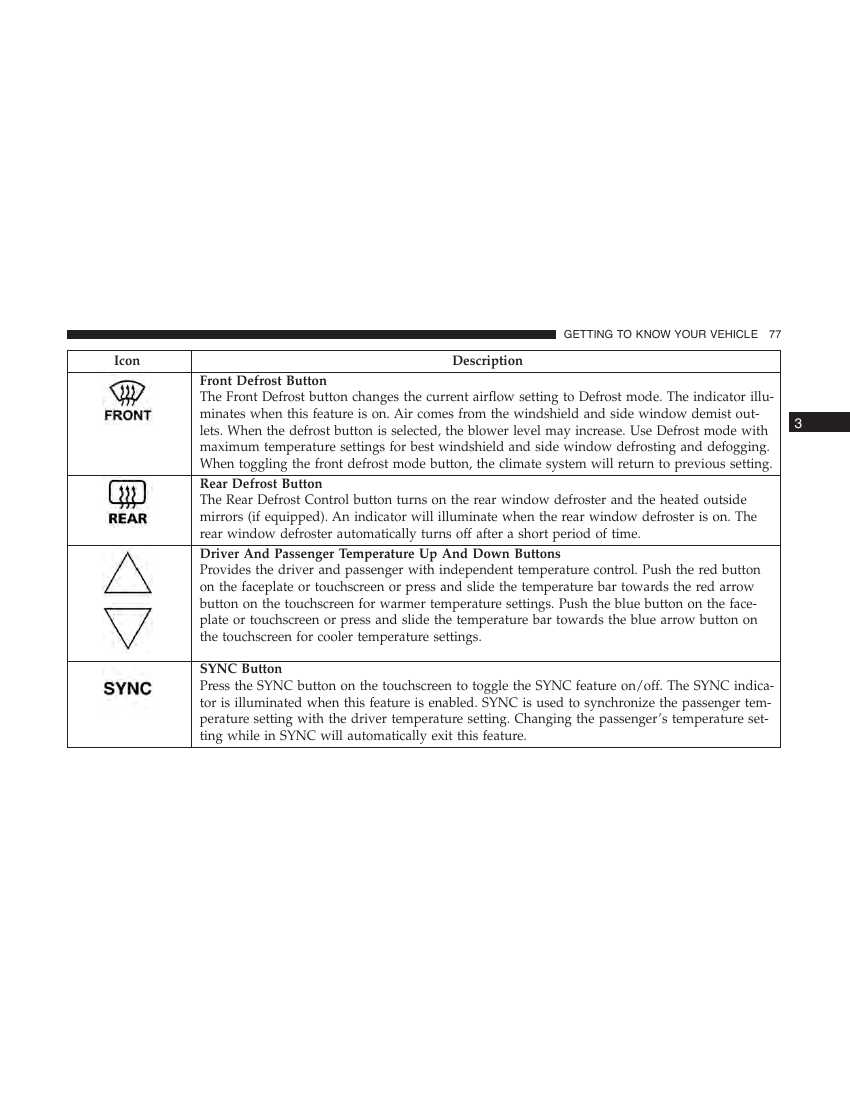 GETTING TO KNOW YOUR VEHICLE 77
Icon Description
3
FRONT
Front Defrost Button
The Front Defrost button changes the current airflow setting to Defrost mode. The indicator illu-
minates when this feature is on. Air comes from the windshield and side window demist out-
lets. When the defrost button is selected, the blower level may increase. Use Defrost mode with
maximum temperature settings for best windshield and side window defrosting and defogging.
When toggling the front defrost mode button, the climate system will return to previous setting.
REAR
Rear Defrost Button
The Rear Defrost Control button turns on the rear window defroster and the heated outside
mirrors (if equipped). An indicator will illuminate when the rear window defroster is on. The
rear window defroster automatically turns off after a short period of time.
Driver And Passenger Temperature Up And Down Buttons
Provides the driver and passenger with independent temperature control. Push the red button
on the faceplate or touchscreen or press and slide the temperature bar towards the red arrow
button on the touchscreen for warmer temperature settings. Push the blue button on the face-
plate or touchscreen or press and slide the temperature bar towards the blue arrow button on
the touchscreen for cooler temperature settings.
SYNC
SYNC Button
Press the SYNC button on the touchscreen to toggle the SYNC feature on/off. The SYNC indica-
tor is illuminated when this feature is enabled. SYNC is used to synchronize the passenger tem-
perature setting with the driver temperature setting. Changing the passenger's temperature set-
ting while in SYNC will automatically exit this feature.